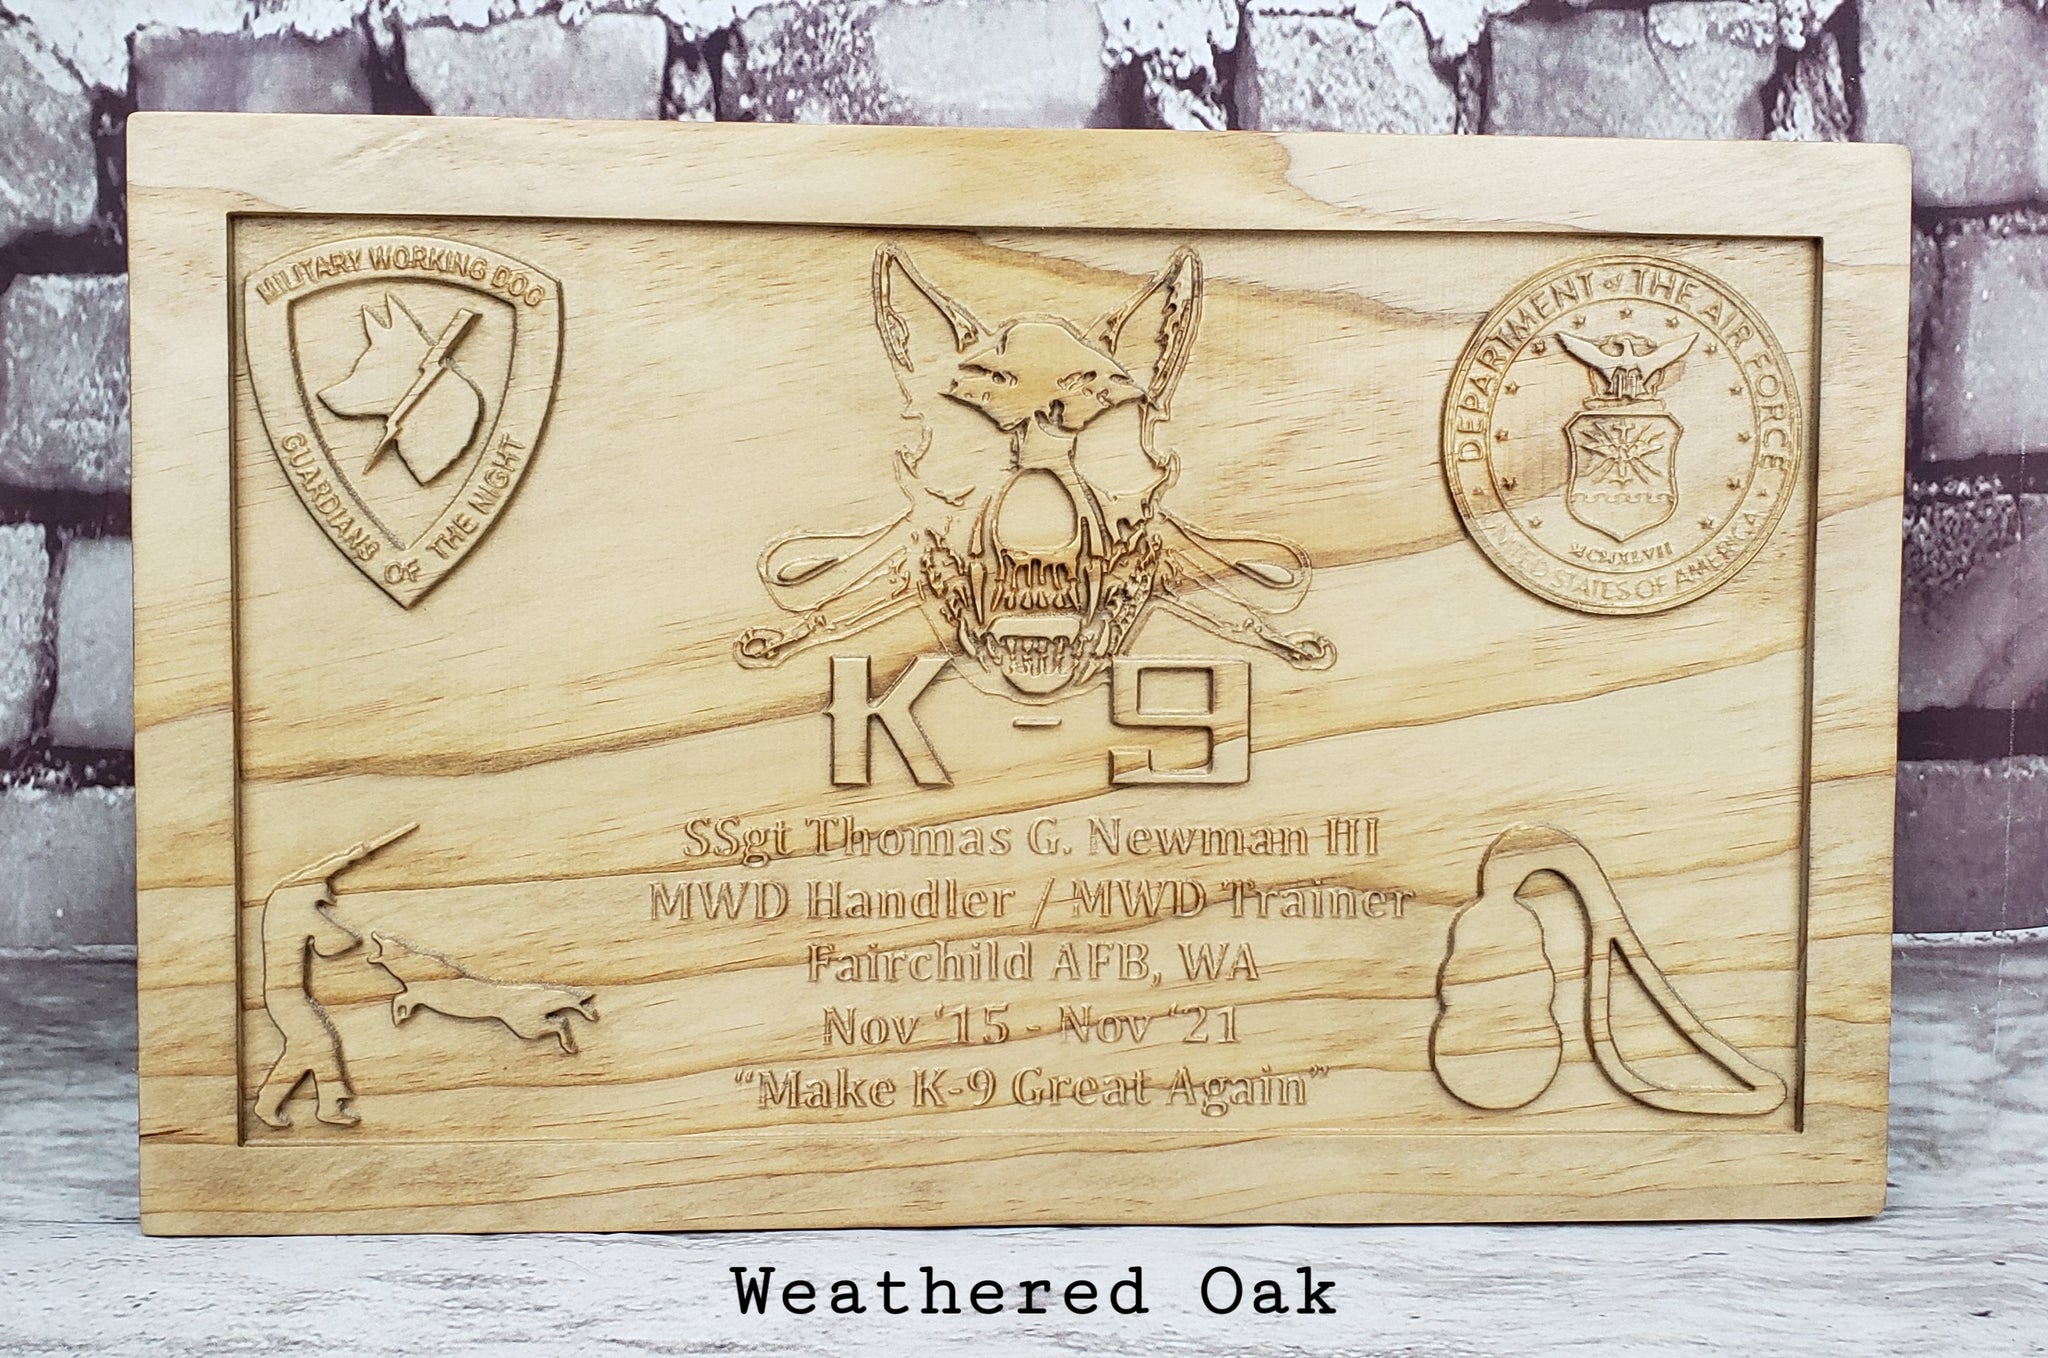 MILITARY WORKING DOG
GUARDIANS OF THE NIGHT
DEPARTMENT of THE AIR FORCE
MCMXLVII
UNITED STATES OF AMERICA
K-9
SSgt Thomas G. Newman III
MWD Handler / MWD Trainer
Fairchild AFB, WA
Nov ‘15 - Nov ‘21
“Make K-9 Great Again”
Weathered Oak